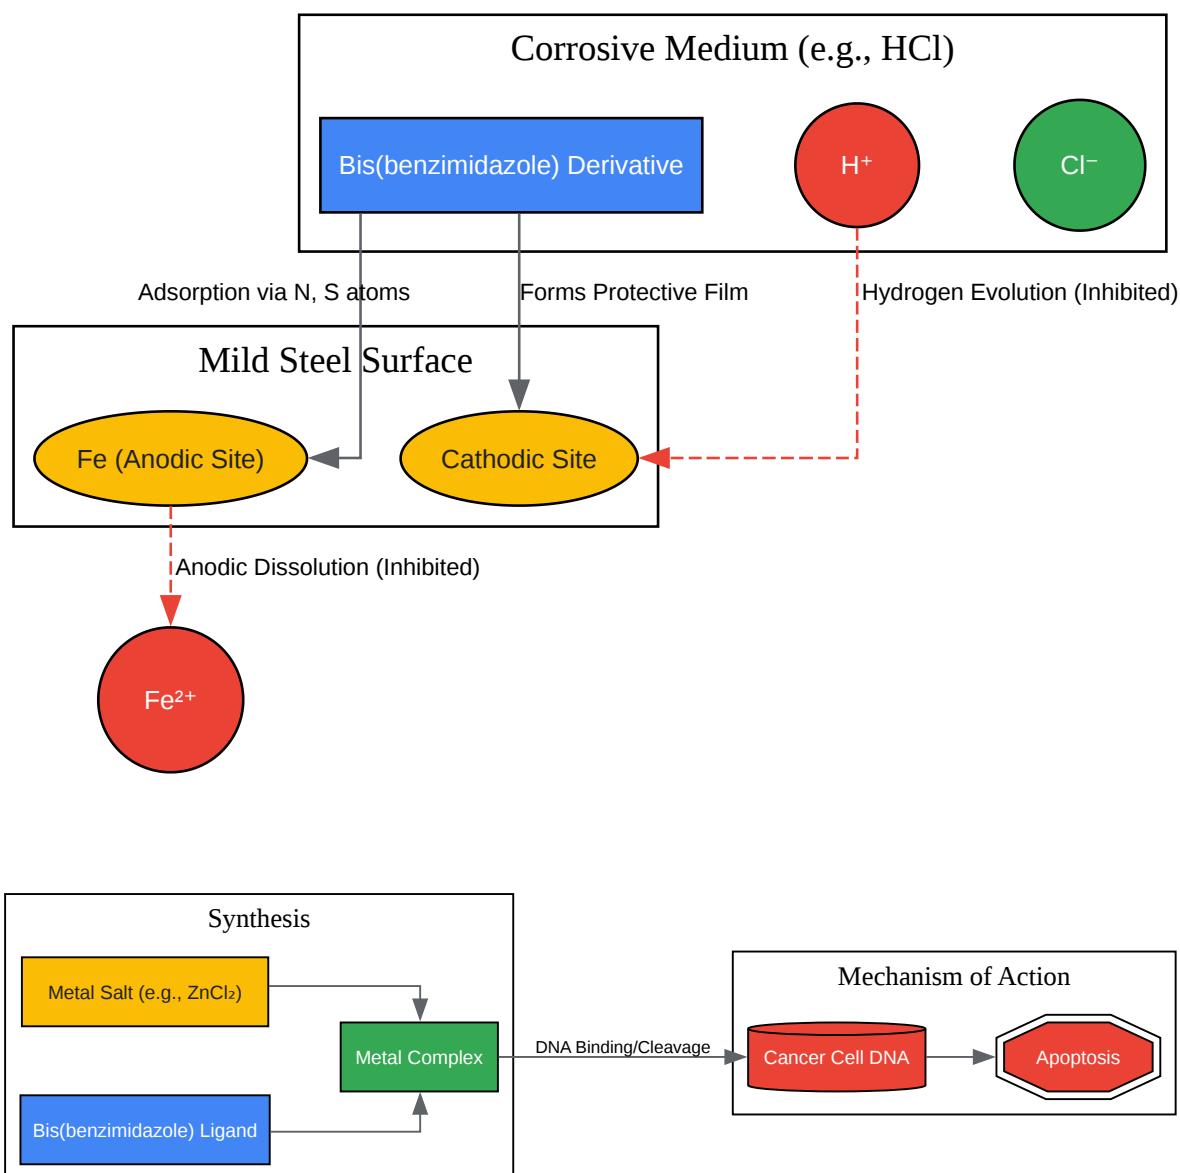 Corrosive Medium (e.g., HCl)
Bis(benzimidazole) Derivative
H⁺
Cl⁻
Adsorption via N, S atoms
Forms Protective Film
Hydrogen Evolution (Inhibited)
Mild Steel Surface
Fe (Anodic Site)
Cathodic Site
Anodic Dissolution (Inhibited)
Fe²⁺
Synthesis
Metal Salt (e.g., ZnCl₂)
Metal Complex
Bis(benzimidazole) Ligand
DNA Binding/Cleavage
Mechanism of Action
Cancer Cell DNA
Apoptosis